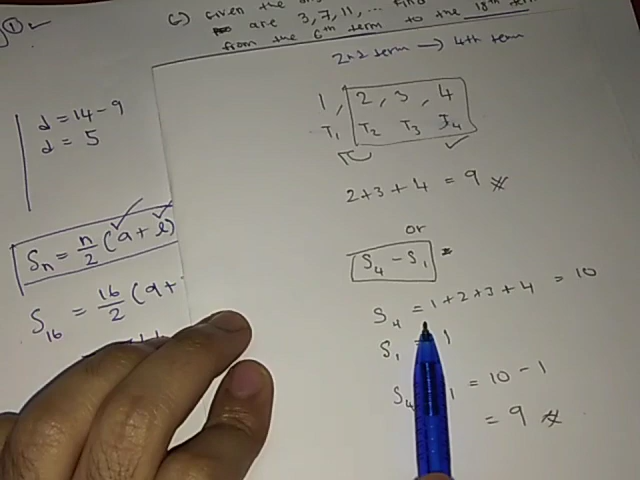 ①
(c) Given the
are 3, 7, 11, ... find
from the 6th term to the 18th term
2nd term → 4th term
1, 2, 3, 4
T₁ T₂ T₃ T₄
2+3+4 = 9
or
S₄ - S₁ =
S₄ = 1+2+3+4 = 10
S₁ = 1
S₄ 1 = 10 - 1
= 9
d = 14-9
d = 5
Sn = n/2 (a+l)
S₁₆ = 16/2 (a+